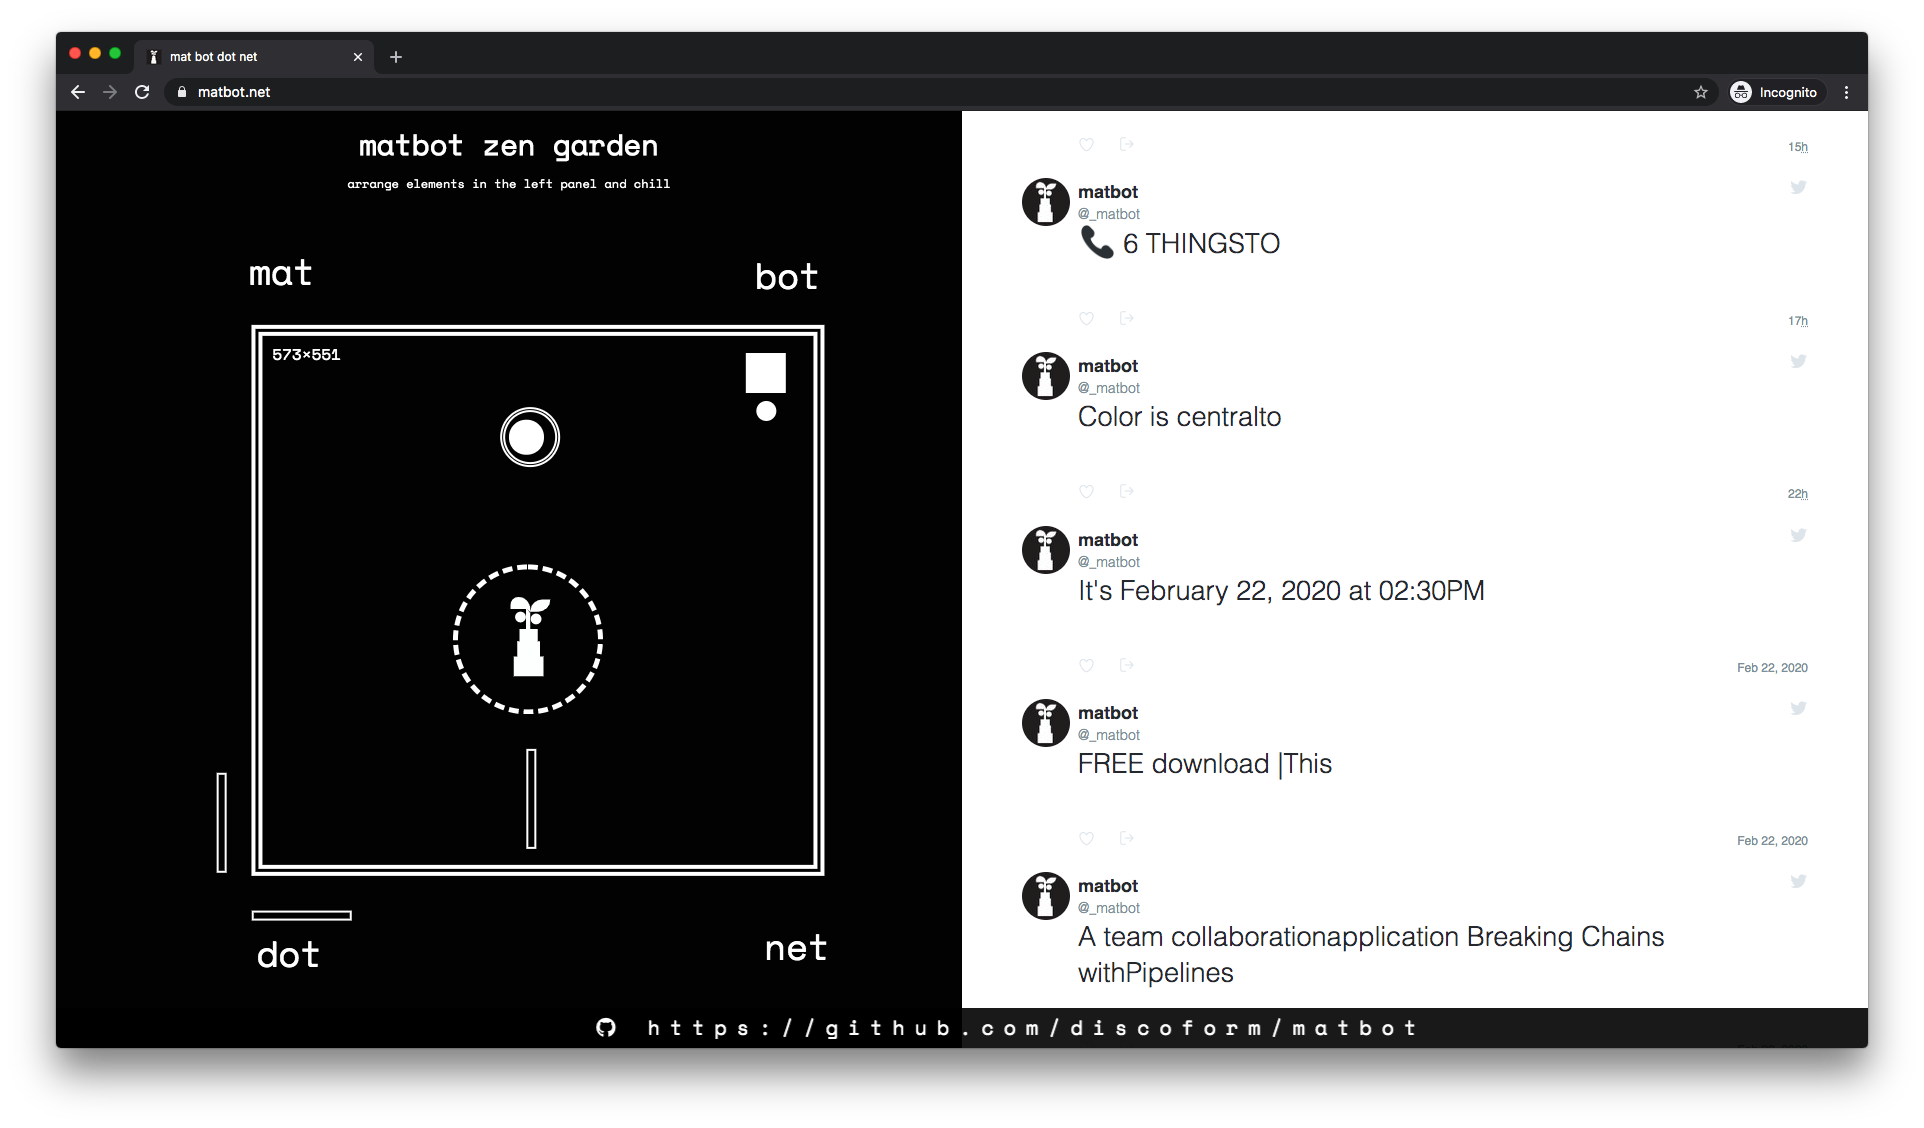 mat bot dot net
matbot.net
Incognito
matbot zen garden
arrange elements in the left panel and chill
mat
bot
573×551
dot
net
15h
matbot
@_matbot
📞 6 THINGSTO
17h
matbot
@_matbot
Color is centralto
22h
matbot
@_matbot
It's February 22, 2020 at 02:30PM
Feb 22, 2020
matbot
@_matbot
FREE download |This
Feb 22, 2020
matbot
@_matbot
A team collaborationapplication Breaking Chains
withPipelines
https://github.com/discoform/matbot